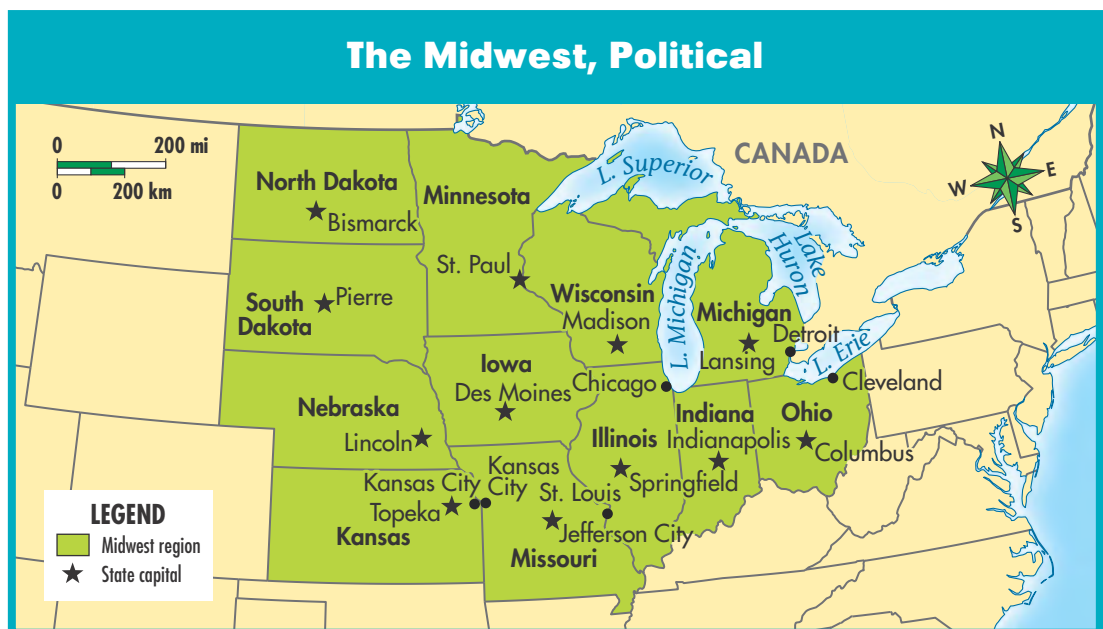 The Midwest, Political
0
200 mi
0
200 km
N
E
S
W
CANADA
L. Superior
L. Michigan
Lake
Huron
L. Erie
North Dakota
Bismarck
Minnesota
St. Paul
South
Dakota
Pierre
Wisconsin
Madison
Michigan
Lansing
Detroit
Iowa
Des Moines
Chicago
Cleveland
Nebraska
Lincoln
Illinois
Springfield
Indiana
Indianapolis
Ohio
Columbus
Kansas City
Kansas
City
Topeka
Kansas
St. Louis
Jefferson City
Missouri
LEGEND
Midwest region
State capital